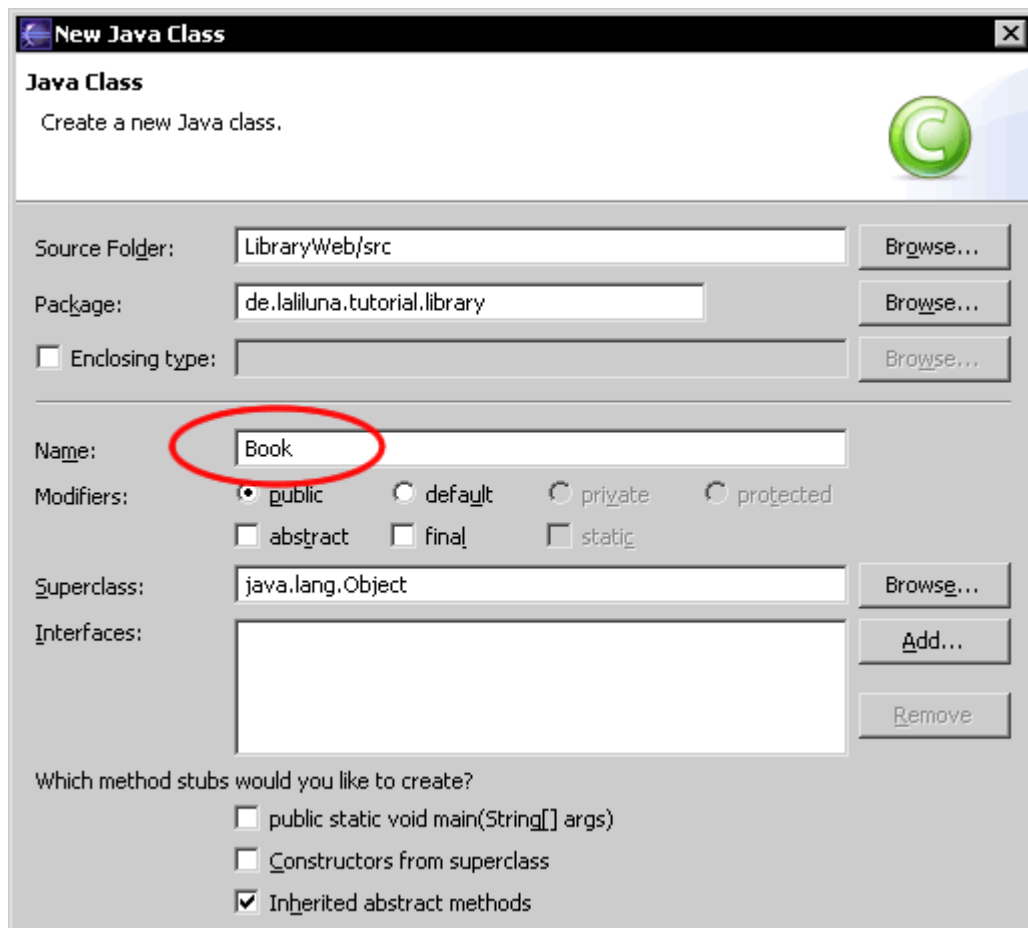 New Java Class
Java Class
Create a new Java class.
Source Folder: LibraryWeb/src Browse...
Package: de.laliluna.tutorial.library Browse...
Enclosing type: Browse...
Name: Book
Modifiers: public default private protected
abstract final static
Superclass: java.lang.Object Browse...
Interfaces: Add...
Remove
Which method stubs would you like to create?
public static void main(String[] args)
Constructors from superclass
Inherited abstract methods